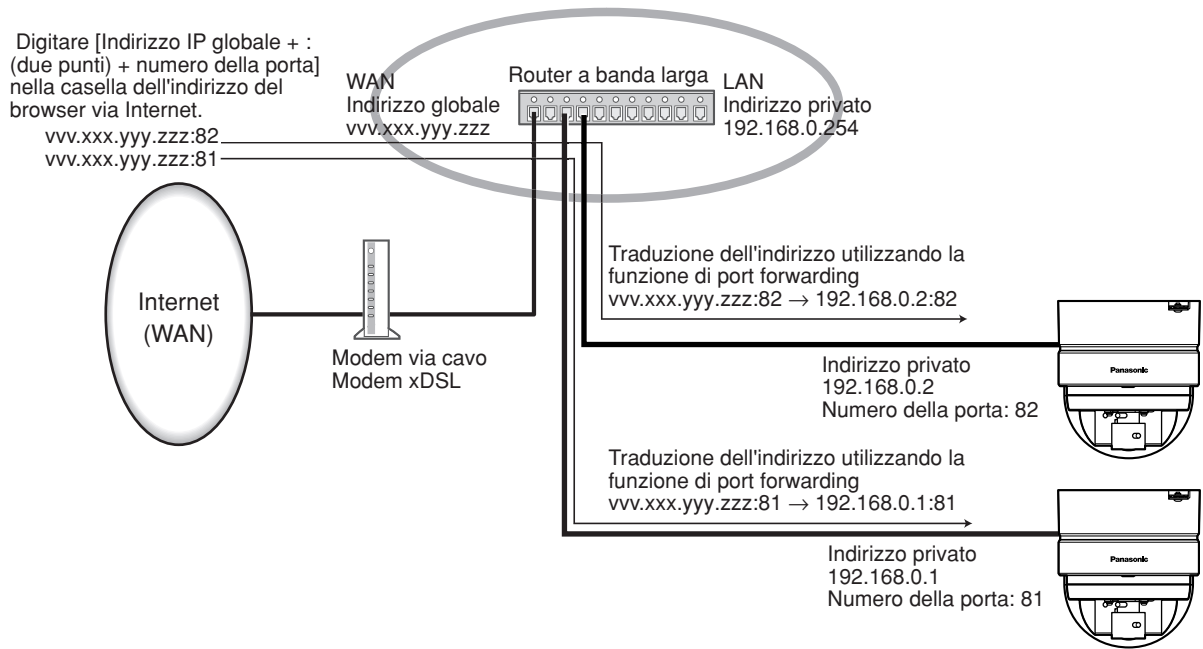 Digitare [Indirizzo IP globale + :
(due punti) + numero della porta]
nella casella dell'indirizzo del
browser via Internet.
vvv.xxx.yyy.zzz:82
vvv.xxx.yyy.zzz:81
WAN
Indirizzo globale
vvv.xxx.yyy.zzz
Router a banda larga
LAN
Indirizzo privato
192.168.0.254
Internet
(WAN)
Modem via cavo
Modem xDSL
Traduzione dell'indirizzo utilizzando la
funzione di port forwarding
vvv.xxx.yyy.zzz:82 → 192.168.0.2:82
Indirizzo privato
192.168.0.2
Numero della porta: 82
Panasonic
Traduzione dell'indirizzo utilizzando la
funzione di port forwarding
vvv.xxx.yyy.zzz:81 → 192.168.0.1:81
Indirizzo privato
192.168.0.1
Numero della porta: 81
Panasonic